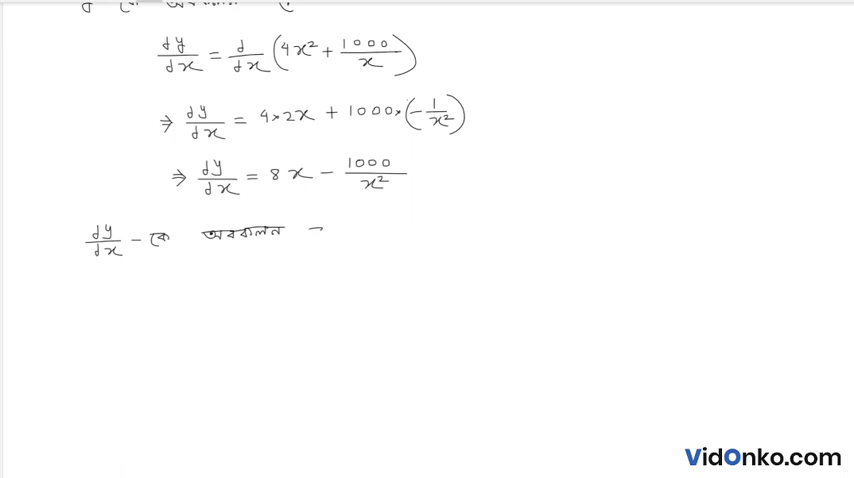 dy/dx = d/dx (4x² + 1000/x)
⇒ dy/dx = 4×2x + 1000×(−1/x²)
⇒ dy/dx = 8x − 1000/x²
dy/dx - কে অবকলন
VidOnko.com